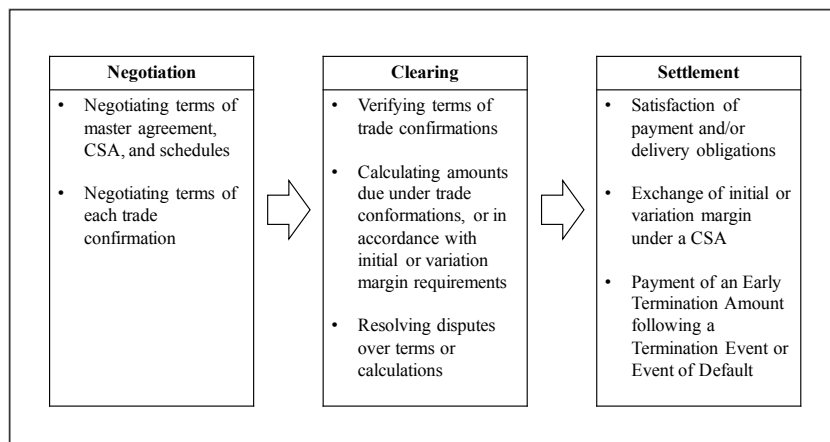 Negotiation
• Negotiating terms of
master agreement,
CSA, and schedules
• Negotiating terms of
each trade
confirmation
Clearing
• Verifying terms of
trade confirmations
• Calculating amounts
due under trade
conformations, or in
accordance with
initial or variation
margin requirements
• Resolving disputes
over terms or
calculations
Settlement
• Satisfaction of
payment and/or
delivery obligations
• Exchange of initial or
variation margin
under a CSA
• Payment of an Early
Termination Amount
following a
Termination Event or
Event of Default